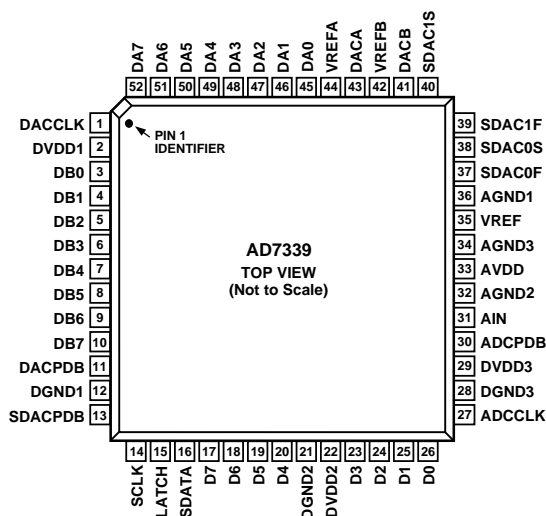 DA7 DA6 DA5 DA4 DA3 DA2 DA1 DA0 VREFA DACA VREFB DACB SDAC1S
52 51 50 49 48 47 46 45 44 43 42 41 40
DACCLK 1
DVDD1 2
DB0 3
DB1 4
DB2 5
DB3 6
DB4 7
DB5 8
DB6 9
DB7 10
DACPDB 11
DGND1 12
SDACPDB 13
PIN 1
IDENTIFIER
AD7339
TOP VIEW
(Not to Scale)
39 SDAC1F
38 SDAC0S
37 SDAC0F
36 AGND1
35 VREF
34 AGND3
33 AVDD
32 AGND2
31 AIN
30 ADCPDB
29 DVDD3
28 DGND3
27 ADCCLK
14 15 16 17 18 19 20 21 22 23 24 25 26
SCLK LATCH SDATA D7 D6 D5 D4 DGND2 DVDD2 D3 D2 D1 D0